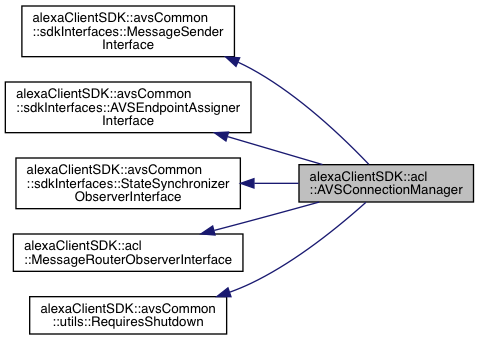 alexaClientSDK::avsCommon
::sdkInterfaces::MessageSender
Interface
alexaClientSDK::avsCommon
::sdkInterfaces::AVSEndpointAssigner
Interface
alexaClientSDK::avsCommon
::sdkInterfaces::StateSynchronizer
ObserverInterface
alexaClientSDK::acl
::MessageRouterObserverInterface
alexaClientSDK::avsCommon
::utils::RequiresShutdown
alexaClientSDK::acl
::AVSConnectionManager